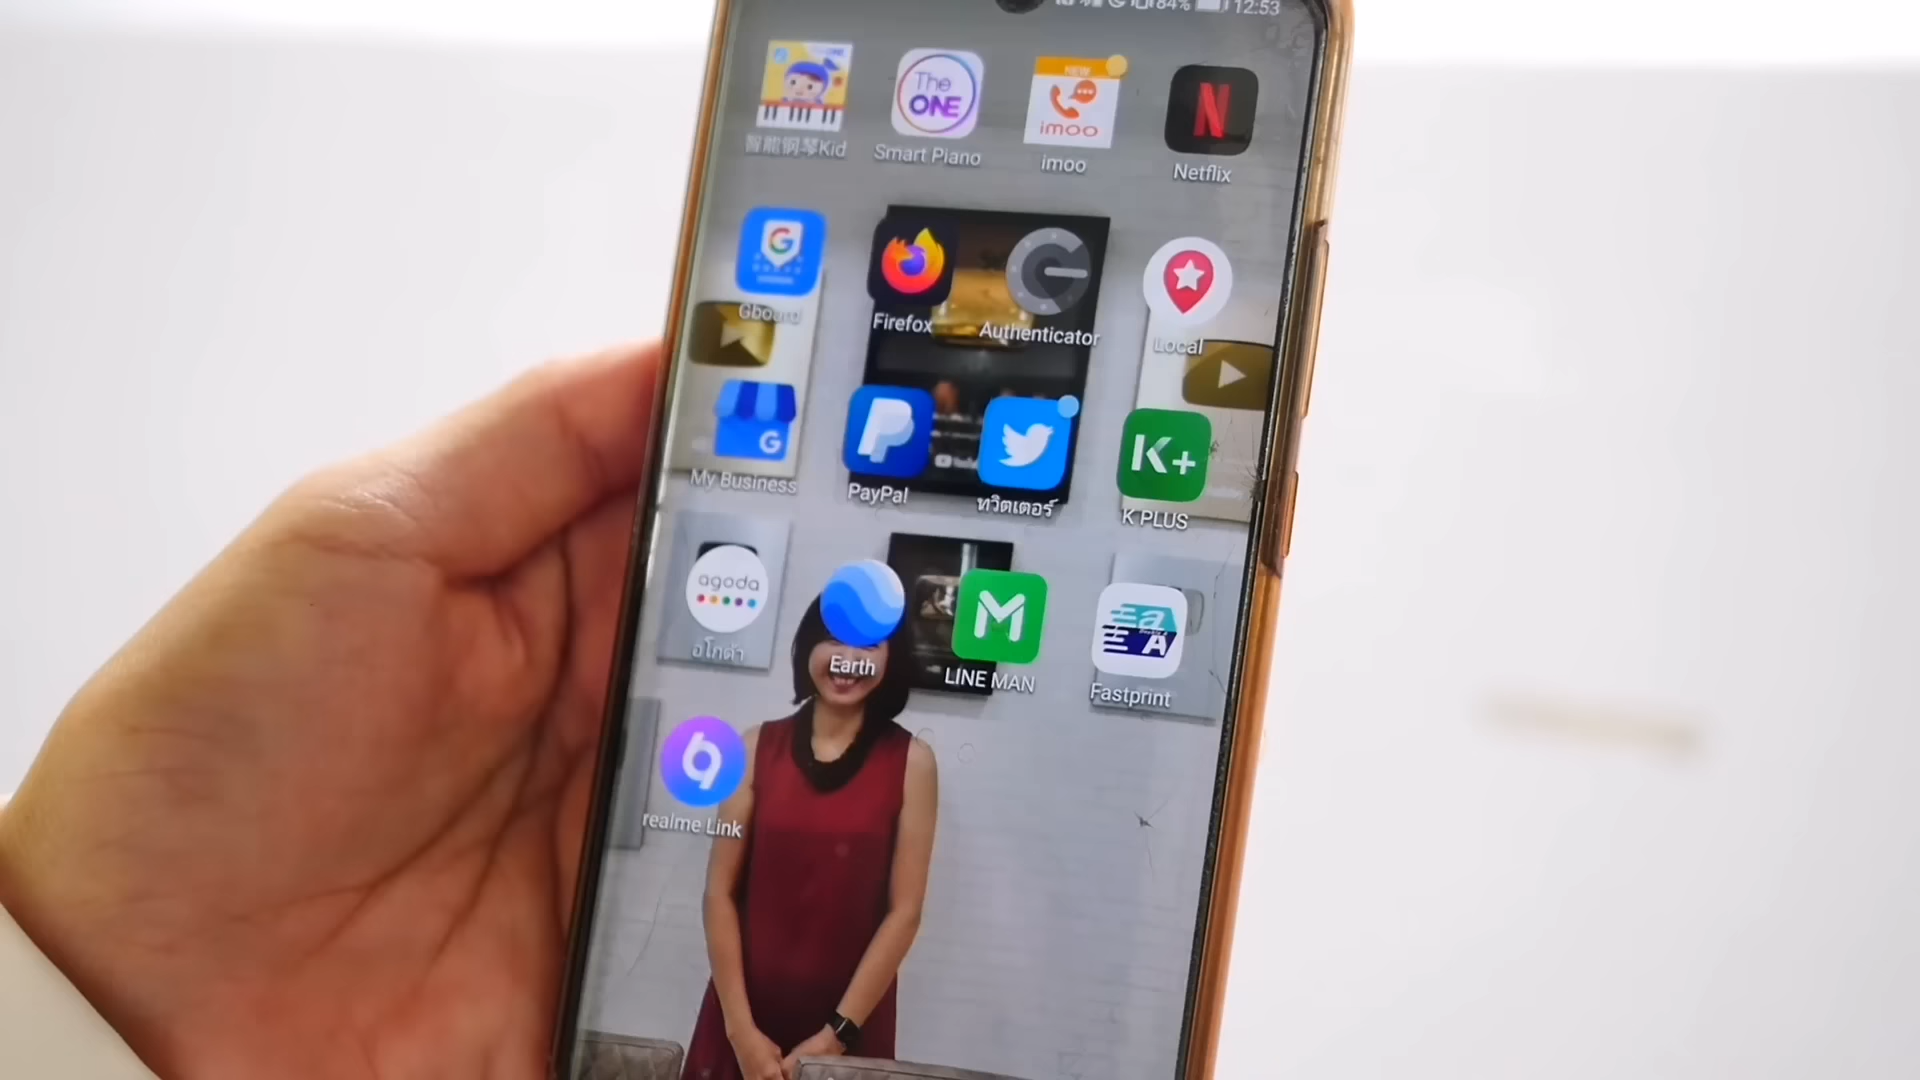 84% 12:53
The
ONE
NEW
imoo
N
智能钢琴Kid
Smart Piano
imoo
Netflix
G
Gboard
Firefox
Authenticator
Local
G
K+
My Business
PayPal
ทวิตเตอร์
K PLUS
agoda
M
a
A
อโกด้า
Earth
LINE MAN
Fastprint
realme Link